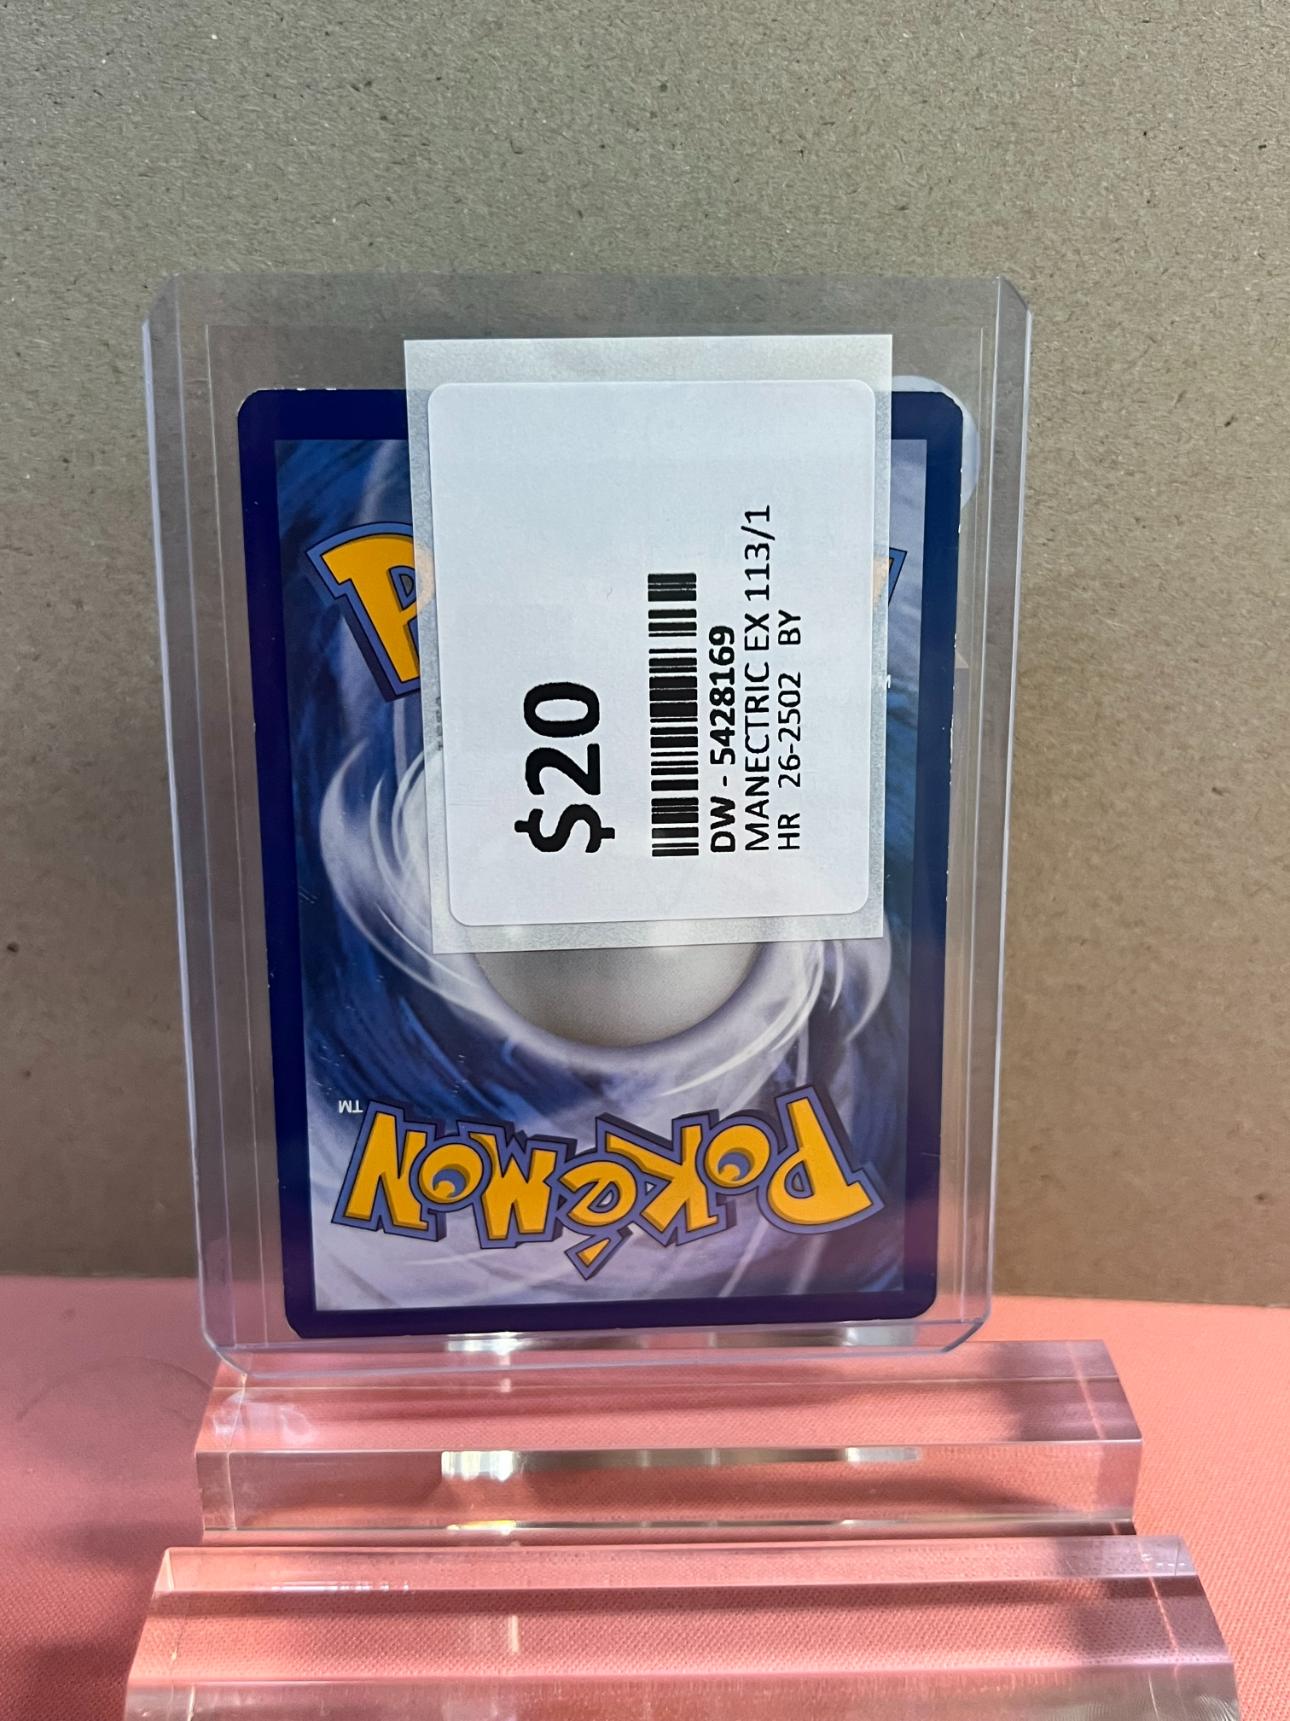 $20
DW - 5428169
MANECTRIC EX 113/1
HR 26-2502 BY
P
POKéMON
TM